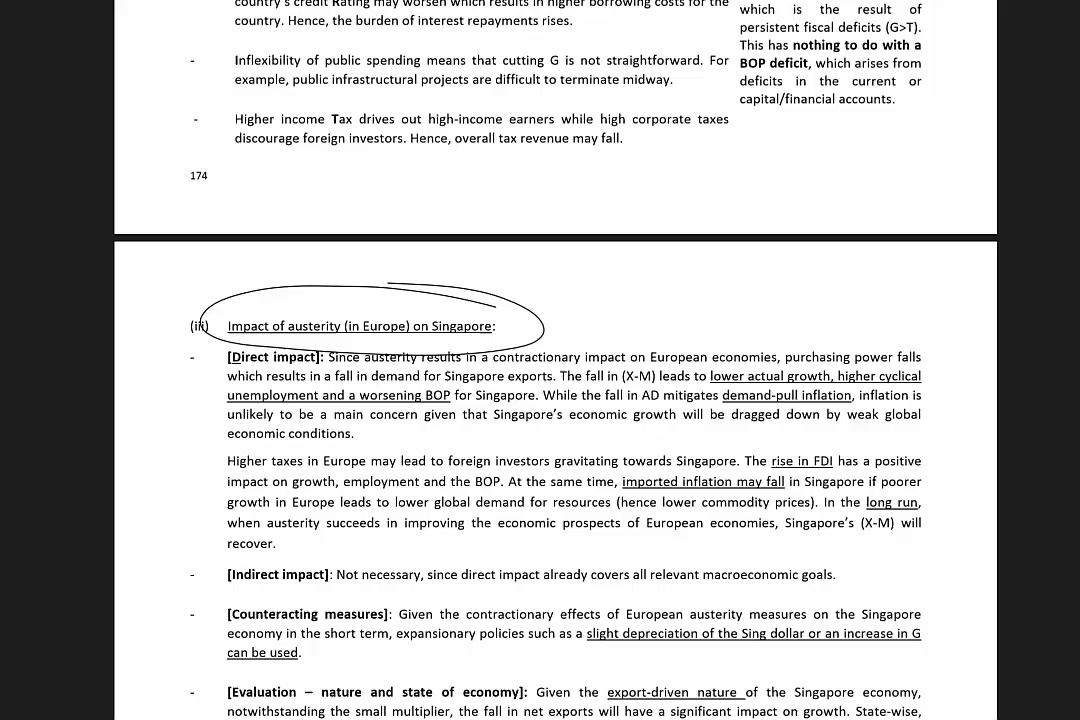 country's credit Rating may worsen which results in higher borrowing costs for the
country. Hence, the burden of interest repayments rises.
- Inflexibility of public spending means that cutting G is not straightforward. For
example, public infrastructural projects are difficult to terminate midway.
- Higher income Tax drives out high-income earners while high corporate taxes
discourage foreign investors. Hence, overall tax revenue may fall.
which is the result of
persistent fiscal deficits (G>T).
This has nothing to do with a
BOP deficit, which arises from
deficits in the current or
capital/financial accounts.
174
(iii) Impact of austerity (in Europe) on Singapore:
- [Direct impact]: Since austerity results in a contractionary impact on European economies, purchasing power falls
which results in a fall in demand for Singapore exports. The fall in (X-M) leads to lower actual growth, higher cyclical
unemployment and a worsening BOP for Singapore. While the fall in AD mitigates demand-pull inflation, inflation is
unlikely to be a main concern given that Singapore's economic growth will be dragged down by weak global
economic conditions.
Higher taxes in Europe may lead to foreign investors gravitating towards Singapore. The rise in FDI has a positive
impact on growth, employment and the BOP. At the same time, imported inflation may fall in Singapore if poorer
growth in Europe leads to lower global demand for resources (hence lower commodity prices). In the long run,
when austerity succeeds in improving the economic prospects of European economies, Singapore's (X-M) will
recover.
- [Indirect impact]: Not necessary, since direct impact already covers all relevant macroeconomic goals.
- [Counteracting measures]: Given the contractionary effects of European austerity measures on the Singapore
economy in the short term, expansionary policies such as a slight depreciation of the Sing dollar or an increase in G
can be used.
- [Evaluation – nature and state of economy]: Given the export-driven nature of the Singapore economy,
notwithstanding the small multiplier, the fall in net exports will have a significant impact on growth. State-wise,